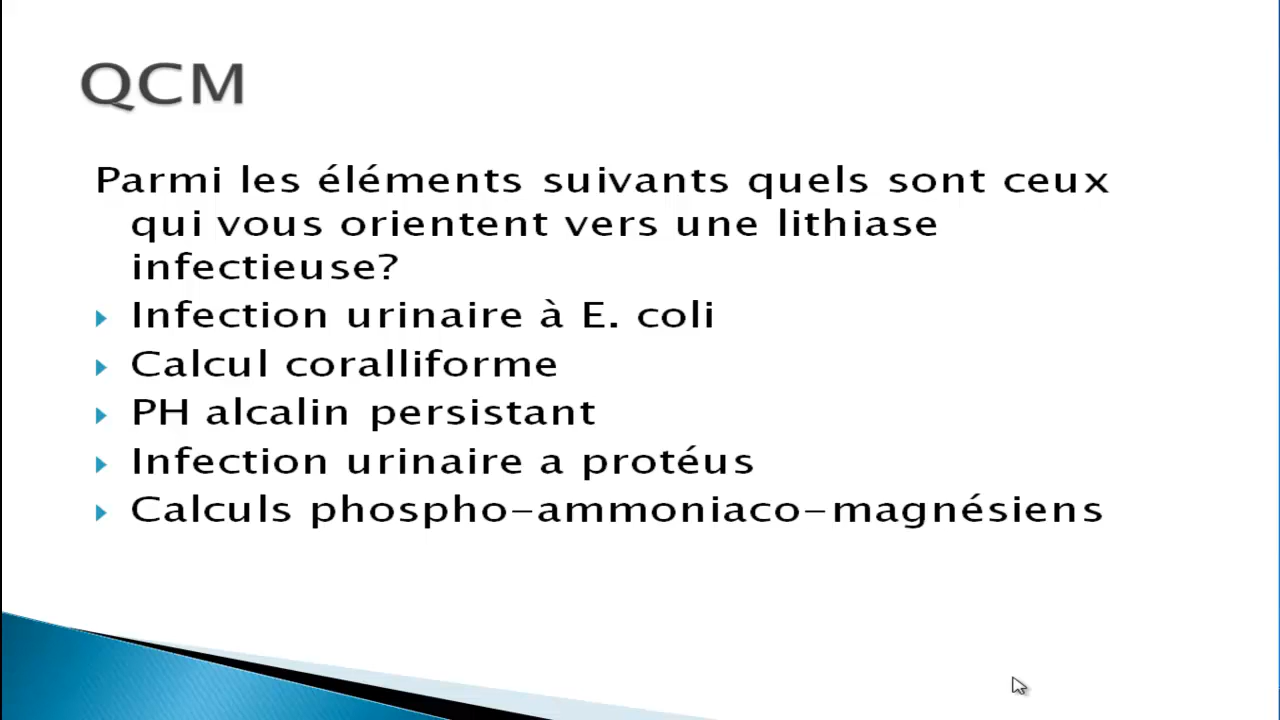 QCM
Parmi les éléments suivants quels sont ceux
qui vous orientent vers une lithiase
infectieuse?
Infection urinaire à E. coli
Calcul coralliforme
PH alcalin persistant
Infection urinaire a protéus
Calculs phospho-ammoniaco-magnésiens